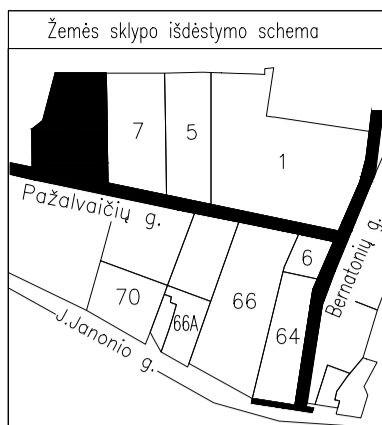 Žemės sklypo išdėstymo schema
7
5
1
Pažalvaičių g.
6
Bernatonių g.
70
66A
66
64
J.Janonio g.